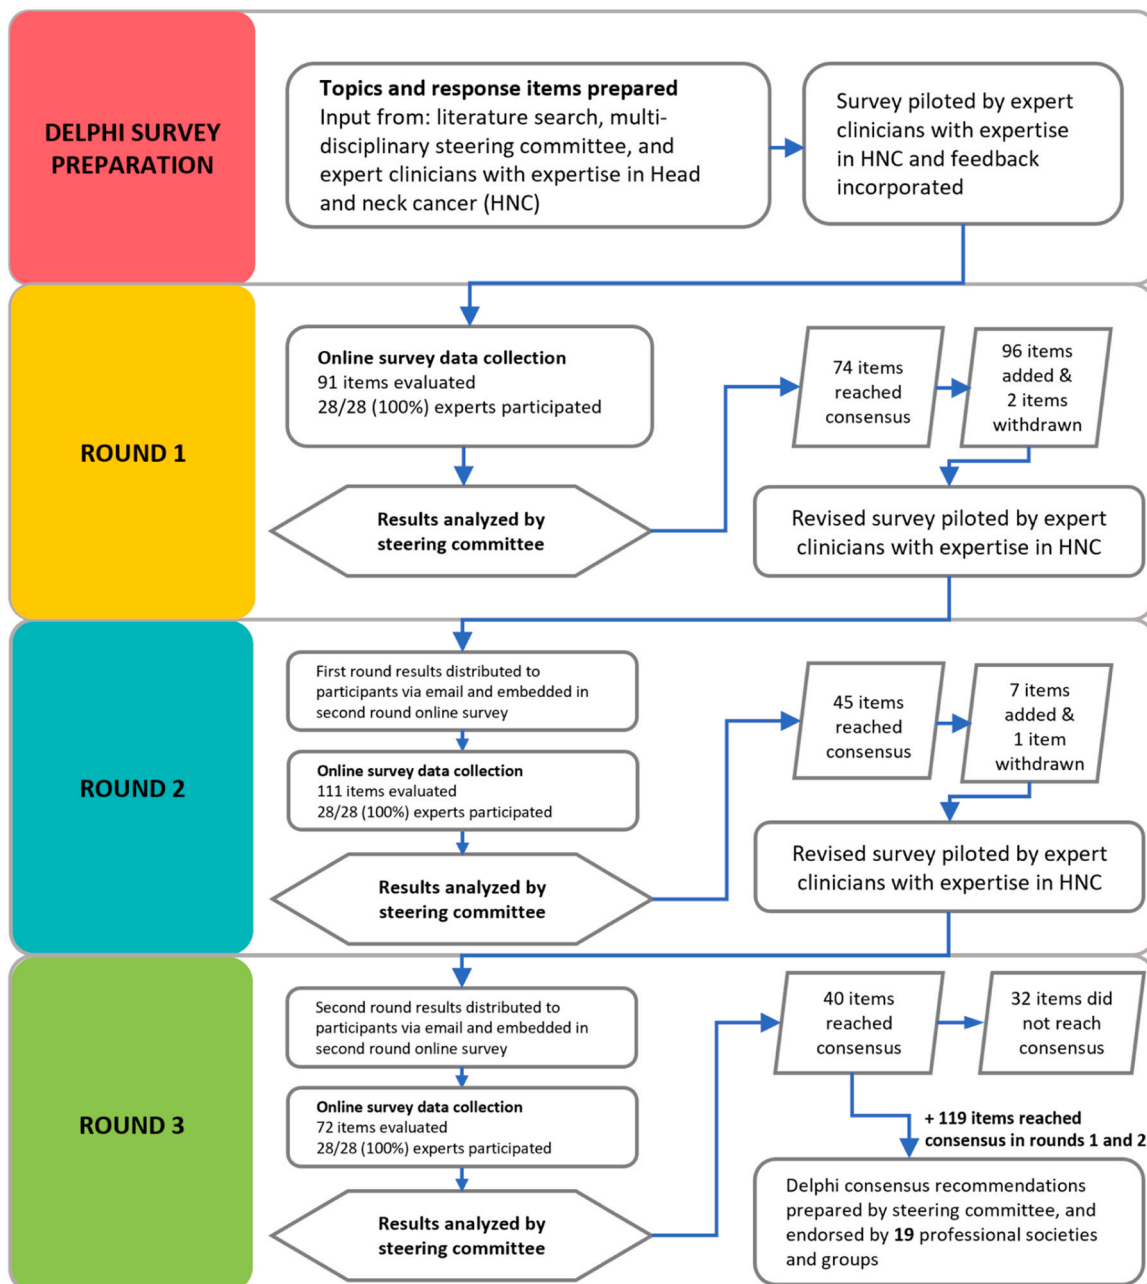 DELPHI SURVEY
PREPARATION
Topics and response items prepared
Input from: literature search, multi-
disciplinary steering committee, and
expert clinicians with expertise in Head
and neck cancer (HNC)
Survey piloted by expert
clinicians with expertise
in HNC and feedback
incorporated
ROUND 1
Online survey data collection
91 items evaluated
28/28 (100%) experts participated
Results analyzed by
steering committee
74 items
reached
consensus
96 items
added &
2 items
withdrawn
Revised survey piloted by expert
clinicians with expertise in HNC
ROUND 2
First round results distributed to
participants via email and embedded in
second round online survey
Online survey data collection
111 items evaluated
28/28 (100%) experts participated
Results analyzed by
steering committee
45 items
reached
consensus
7 items
added &
1 item
withdrawn
Revised survey piloted by expert
clinicians with expertise in HNC
ROUND 3
Second round results distributed to
participants via email and embedded in
second round online survey
Online survey data collection
72 items evaluated
28/28 (100%) experts participated
Results analyzed by
steering committee
40 items
reached
consensus
32 items did
not reach
consensus
+ 119 items reached
consensus in rounds 1 and 2
Delphi consensus recommendations
prepared by steering committee, and
endorsed by 19 professional societies
and groups